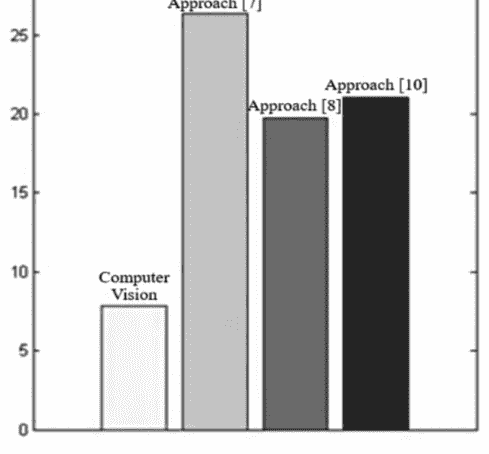 Approach [7]
25
Approach [10]
Approach [8]
20
15
Computer
Vision
10
5
0